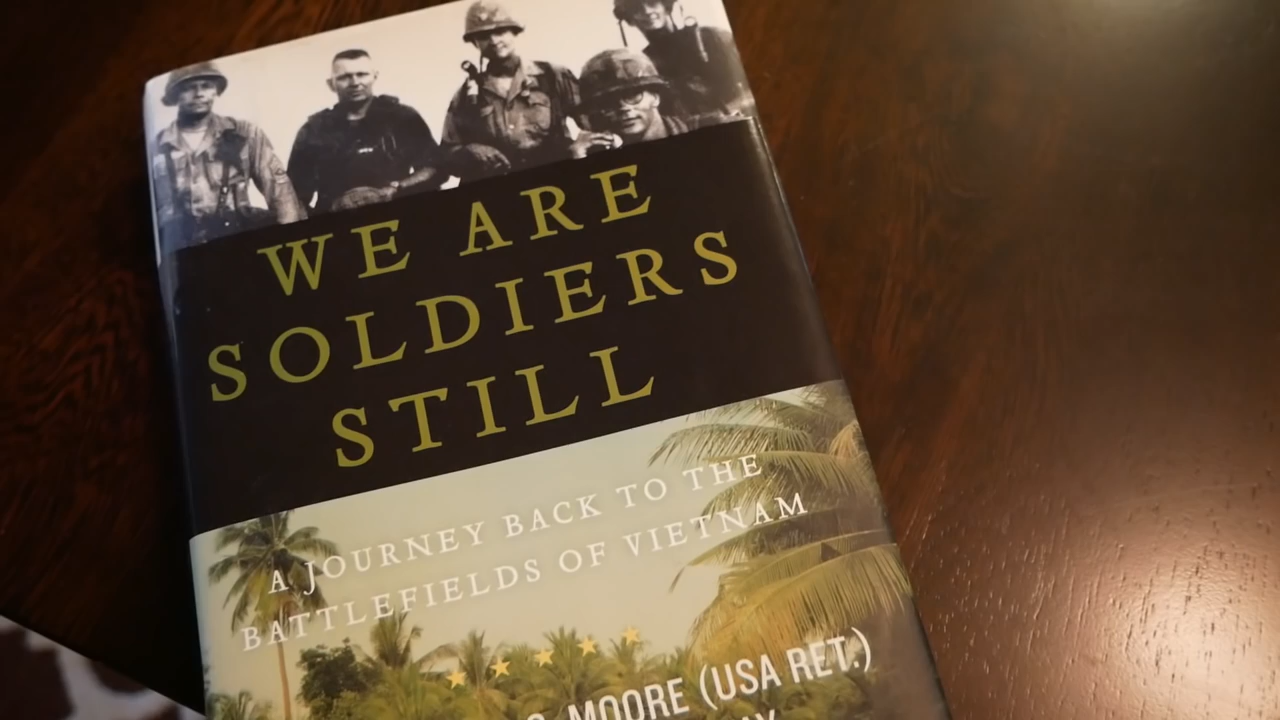 WE ARE
SOLDIERS
STILL
A JOURNEY BACK TO THE
BATTLEFIELDS OF VIETNAM
G. MOORE (USA RET.)